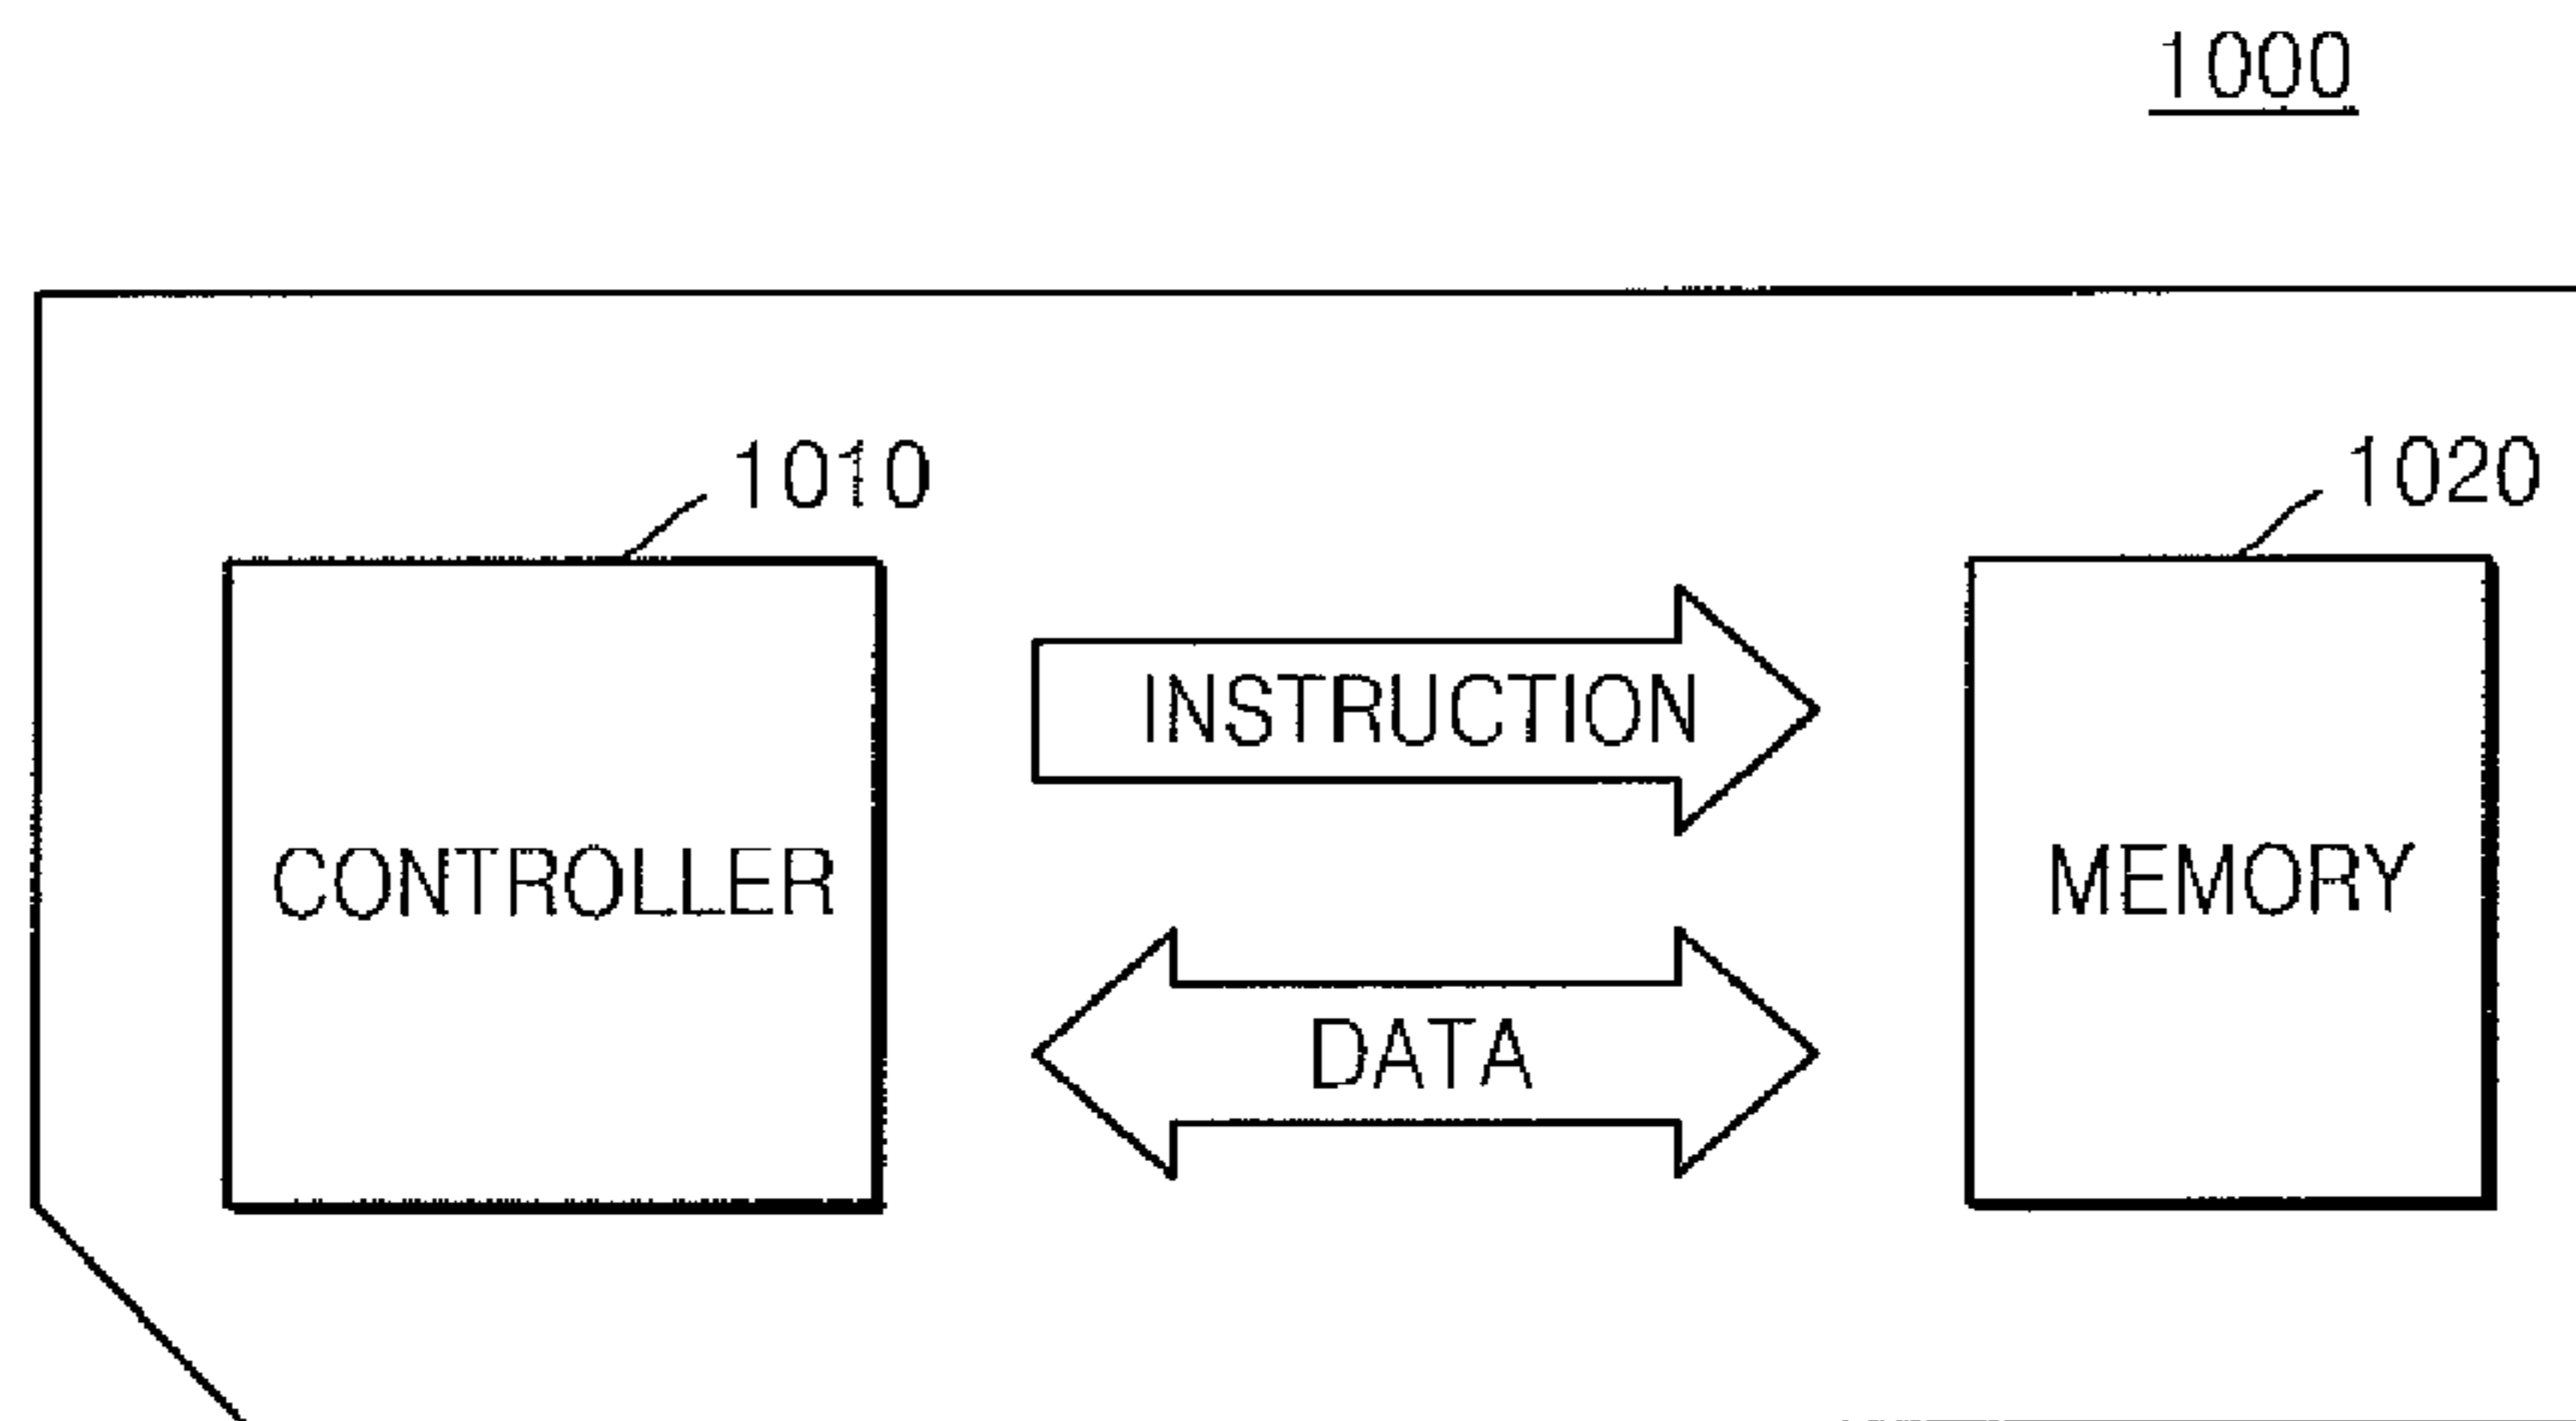 1000
1010
1020
INSTRUCTION
CONTROLLER
MEMORY
DATA